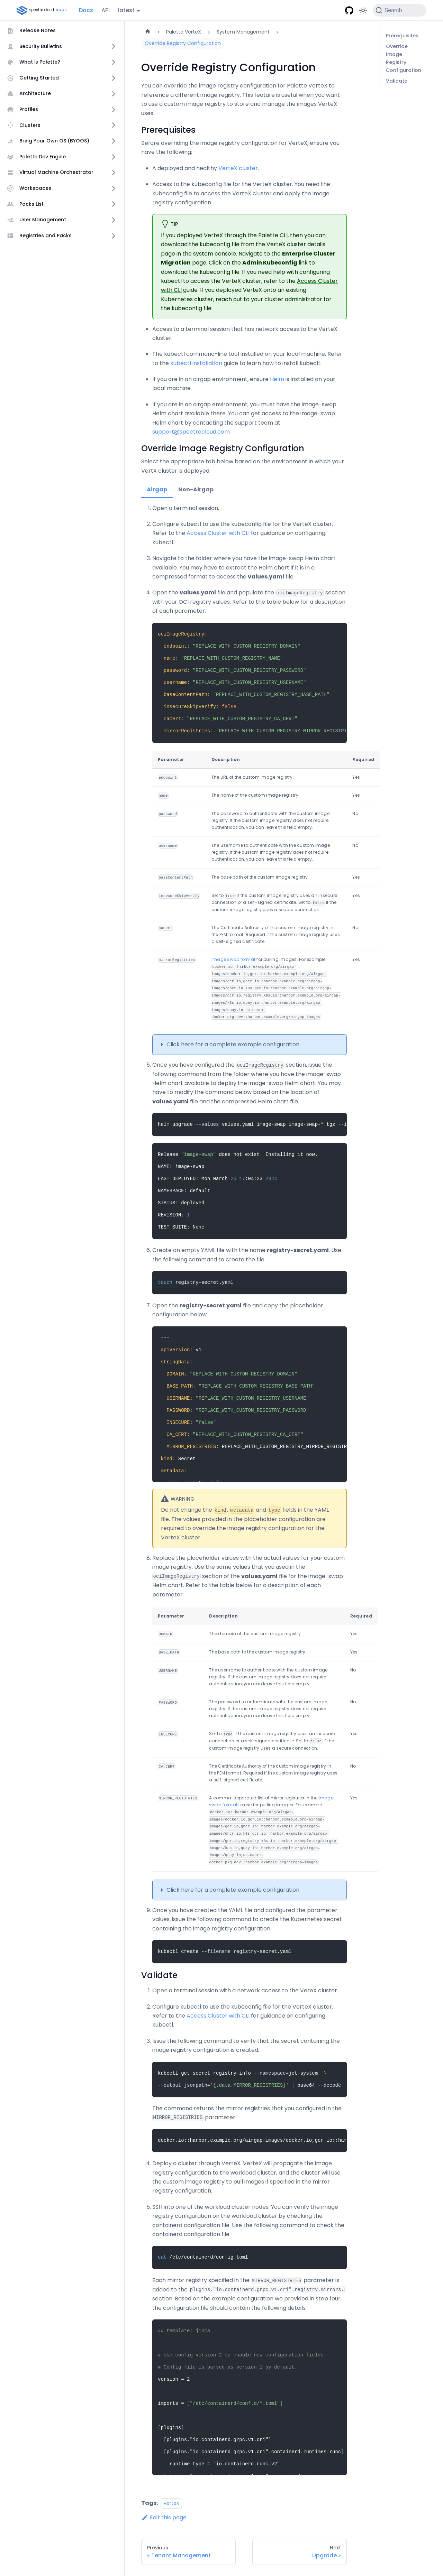 spectrocloud DOCS
Docs
API
latest
Search
Release Notes
Security Bulletins
What is Palette?
Getting Started
Architecture
Profiles
Clusters
Bring Your Own OS (BYOOS)
Palette Dev Engine
Virtual Machine Orchestrator
Workspaces
Packs List
User Management
Registries and Packs
Palette VerteX
System Management
Override Registry Configuration
Prerequisites
Override
Image
Registry
Configuration
Validate
Override Registry Configuration
You can override the image registry configuration for Palette VerteX to
reference a different image registry. This feature is useful when you want
to use a custom image registry to store and manage the images VerteX
uses.
Prerequisites
Before overriding the image registry configuration for VerteX, ensure you
have the following:
A deployed and healthy VerteX cluster.
Access to the kubeconfig file for the VerteX cluster. You need the
kubeconfig file to access the VerteX cluster and apply the image
registry configuration.
TIP
If you deployed VerteX through the Palette CLI, then you can
download the kubeconfig file from the VerteX cluster details
page in the system console. Navigate to the Enterprise Cluster
Migration page. Click on the Admin Kubeconfig link to
download the kubeconfig file. If you need help with configuring
kubectl to access the VerteX cluster, refer to the Access Cluster
with CLI guide. If you deployed VerteX onto an existing
Kubernetes cluster, reach out to your cluster administrator for
the kubeconfig file.
Access to a terminal session that has network access to the VerteX
cluster .
The kubectl command-line tool installed on your local machine. Refer
to the kubectl installation guide to learn how to install kubectl.
If you are in an airgap environment, ensure Helm is installed on your
local machine.
If you are in an airgap environment, you must have the image-swap
Helm chart available there. You can get access to the image-swap
Helm chart by contacting the support team at
support@spectrocloud.com
Override Image Registry Configuration
Select the appropriate tab below based on the environment in which your
VertX cluster is deployed.
Airgap
Non-Airgap
1. Open a terminal session.
2. Configure kubectl to use the kubeconfig file for the VerteX cluster.
Refer to the Access Cluster with CLI for guidance on configuring
kubectl.
3. Navigate to the folder where you have the image-swap Helm chart
available. You may have to extract the Helm chart if it is in a
compressed format to access the values.yaml file.
4. Open the values.yaml file and populate the ociImageRegistry section
with your OCI registry values. Refer to the table below for a description
of each parameter.
ociImageRegistry:
endpoint: "REPLACE_WITH_CUSTOM_REGISTRY_DOMAIN"
name: "REPLACE_WITH_CUSTOM_REGISTRY_NAME"
password: "REPLACE_WITH_CUSTOM_REGISTRY_PASSWORD"
username: "REPLACE_WITH_CUSTOM_REGISTRY_USERNAME"
baseContentPath: "REPLACE_WITH_CUSTOM_REGISTRY_BASE_PATH"
insecureSkipVerify: false
caCert: "REPLACE_WITH_CUSTOM_REGISTRY_CA_CERT"
mirrorRegistries: "REPLACE_WITH_CUSTOM_REGISTRY_MIRROR_REGISTRI
Parameter Description Required
endpoint The URL of the custom image registry. Yes
name The name of the custom image registry. Yes
password The password to authenticate with the custom No
image registry. If the custom image registry does not require
authentication, you can leave this field empty.
username The username to authenticate with the custom No
image registry. If the custom image registry does not require
authentication, you can leave this field empty.
baseContentPath The base path of the custom image registry. Yes
insecureSkipVerify Set to true if the custom image registry uses an insecure Yes
connection or a self-signed certificate. Set to false if the
custom image registry uses a secure connection.
caCert The Certificate Authority of the custom image registry in No
the PEM format. Required if the custom image registry uses
a self-signed certificate.
mirrorRegistries image swap format for pulling images. For example: Yes
docker.io::harbor.example.org/airgap-
images/docker.io,gcr.io::harbor.example.org/airgap-
images/gcr.io,ghcr.io::harbor.example.org/airgap-
images/ghcr.io,k8s.gcr.io::harbor.example.org/airgap-
images/gcr.io,registry.k8s.io::harbor.example.org/airgap-
images/k8s.io,quay.io::harbor.example.org/airgap-
images/quay.io,us-east1-
docker.pkg.dev::harbor.example.org/airgap-images
Click here for a complete example configuration.
5. Once you have configured the ociImageRegistry section, issue the
following command from the folder where you have the image-swap
Helm chart available to deploy the image-swap Helm chart. You may
have to modify the command below based on the location of
values.yaml file and the compressed Helm chart file.
helm upgrade --values values.yaml image-swap image-swap-*.tgz --i
Release "image-swap" does not exist. Installing it now.
NAME: image-swap
LAST DEPLOYED: Mon March 20 17:04:23 2024
NAMESPACE: default
STATUS: deployed
REVISION: 1
TEST SUITE: None
6. Create an empty YAML file with the name registry-secret.yaml. Use
the following command to create the file.
touch registry-secret.yaml
7. Open the registry-secret.yaml file and copy the placeholder
configuration below.
---
apiVersion: v1
stringData:
DOMAIN: "REPLACE_WITH_CUSTOM_REGISTRY_DOMAIN"
BASE_PATH: "REPLACE_WITH_CUSTOM_REGISTRY_BASE_PATH"
USERNAME: "REPLACE_WITH_CUSTOM_REGISTRY_USERNAME"
PASSWORD: "REPLACE_WITH_CUSTOM_REGISTRY_PASSWORD"
INSECURE: "false"
CA_CERT: "REPLACE_WITH_CUSTOM_REGISTRY_CA_CERT"
MIRROR_REGISTRIES: REPLACE_WITH_CUSTOM_REGISTRY_MIRROR_REGISTR
kind: Secret
metadata:
WARNING
Do not change the kind, metadata and type fields in the YAML
file. The values provided in the placeholder configuration are
required to override the image registry configuration for the
VerteX cluster.
8. Replace the placeholder values with the actual values for your custom
image registry. Use the same values that you used in the
ociImageRegistry section of the values.yaml file for the image-swap
Helm chart. Refer to the table below for a description of each
parameter.
Parameter Description Required
DOMAIN The domain of the custom image registry. Yes
BASE_PATH The base path to the custom image registry. Yes
USERNAME The username to authenticate with the custom image No
registry. If the custom image registry does not require
authentication, you can leave this field empty.
PASSWORD The password to authenticate with the custom image No
registry. If the custom image registry does not require
authentication, you can leave this field empty.
INSECURE Set to true if the custom image registry uses an insecure Yes
connection or a self-signed certificate. Set to false if the
custom image registry uses a secure connection.
CA_CERT The Certificate Authority of the custom image registry in No
the PEM format. Required if the custom image registry uses
a self-signed certificate.
MIRROR_REGISTRIES A comma-separated list of mirror registries in the image Yes
swap format to use for pulling images. For example:
docker.io::harbor.example.org/airgap-
images/docker.io,gcr.io::harbor.example.org/airgap-
images/gcr.io,ghcr.io::harbor.example.org/airgap-
images/ghcr.io,k8s.gcr.io::harbor.example.org/airgap-
images/gcr.io,registry.k8s.io::harbor.example.org/airgap-
images/k8s.io,quay.io::harbor.example.org/airgap-
images/quay.io,us-east1-
docker.pkg.dev::harbor.example.org/airgap-images
Click here for a complete example configuration.
9. Once you have created the YAML file and configured the parameter
values, issue the following command to create the Kubernetes secret
containing the image registry configuration.
kubectl create --filename registry-secret.yaml
Validate
1. Open a terminal session with a network access to the VeteX cluster.
2. Configure kubectl to use the kubeconfig file for the VerteX cluster.
Refer to the Access Cluster with CLI for guidance on configuring
kubectl.
3. Issue the following command to verify that the secret containing the
image registry configuration is created.
kubectl get secret registry-info --namespace=jet-system \
--output jsonpath='{.data.MIRROR_REGISTRIES}' | base64 --decode
The command returns the mirror registries that you configured in the
MIRROR_REGISTRIES parameter.
docker.io::harbor.example.org/airgap-images/docker.io,gcr.io::har
4. Deploy a cluster through VerteX. VerteX will propagate the image
registry configuration to the workload cluster, and the cluster will use
the custom image registry to pull images if specified in the mirror
registry.
5. SSH into one of the workload cluster nodes. You can verify the image
registry configuration on the workload cluster by checking the
containerd configuration file. Use the following command to check the
containerd configuration file.
cat /etc/containerd/config.toml
Each mirror registry specified in the MIRROR_REGISTRIES parameter is
added to the plugins."io.containerd.grpc.v1.cri".registry.mirrors.
section. Based on the example configuration we provided in step four,
the configuration file should contain the following details.
## template: jinja
# Use config version 2 to enable new configuration fields.
# Config file is parsed as version 1 by default.
version = 2
imports = ["/etc/containerd/conf.d/*.toml"]
[plugins]
[plugins."io.containerd.grpc.v1.cri"]
[plugins."io.containerd.grpc.v1.cri".containerd.runtimes.runc]
runtime_type = "io.containerd.runc.v2"
Tags:
vertex
Edit this page
Previous
« Tenant Management
Next
Upgrade »